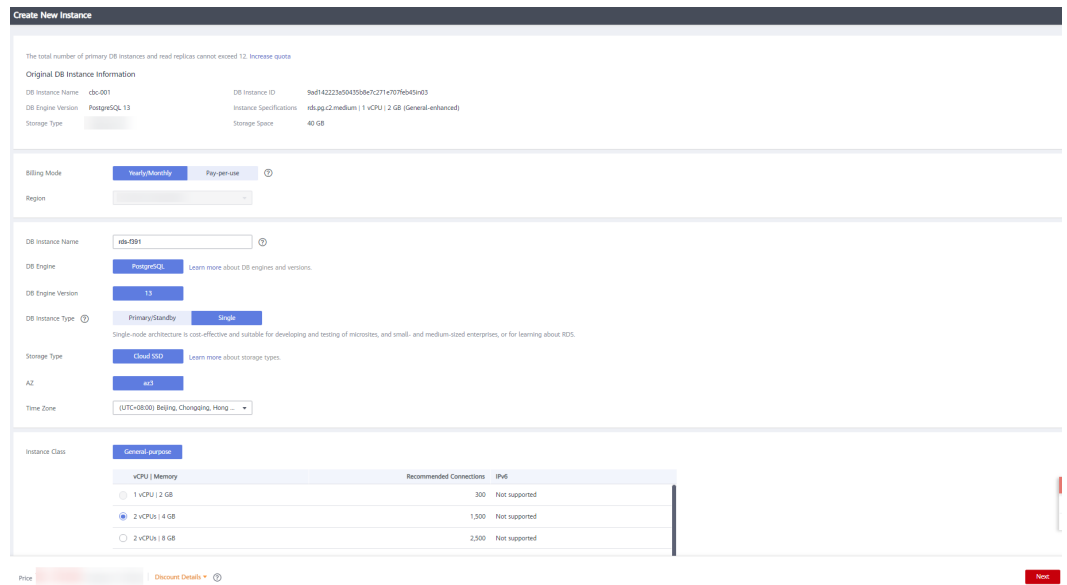 Create New Instance
The total number of primary DB instances and read replicas cannot exceed 12. Increase quota
Original DB Instance Information
DB Instance Name cbc-001 DB Instance ID 9ad142223a50435b8e7c271e707feb45in03
DB Engine Version PostgreSQL 13 Instance Specifications rds.pg.c2.medium | 1 vCPU | 2 GB (General-enhanced)
Storage Type Storage Space 40 GB
Billing Mode Yearly/Monthly Pay-per-use ?
Region
DB Instance Name rds-f391 ?
DB Engine PostgreSQL Learn more about DB engines and versions.
DB Engine Version 13
DB Instance Type ? Primary/Standby Single
Single-node architecture is cost-effective and suitable for developing and testing of microsites, and small- and medium-sized enterprises, or for learning about RDS.
Storage Type Cloud SSD Learn more about storage types.
AZ az3
Time Zone (UTC+08:00) Beijing, Chongqing, Hong ...
Instance Class General-purpose
vCPU | Memory Recommended Connections IPv6
1 vCPU | 2 GB 300 Not supported
2 vCPUs | 4 GB 1,500 Not supported
2 vCPUs | 8 GB 2,500 Not supported
Price Discount Details ? Next